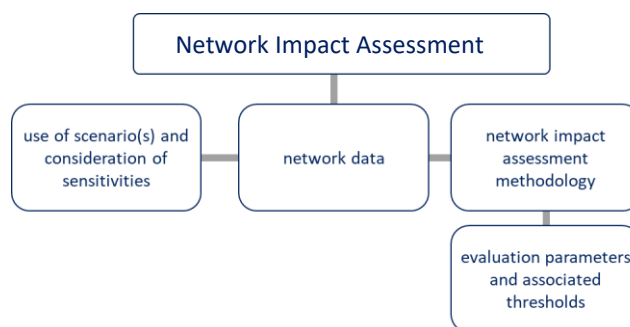 Network Impact Assessment
use of scenario(s) and
consideration of
sensitivities
network data
network impact
assessment
methodology
evaluation parameters
and associated
thresholds